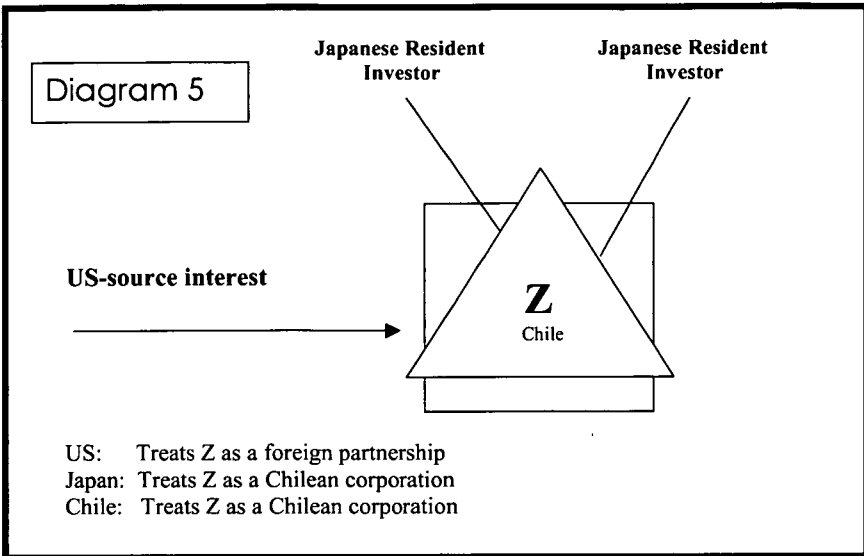 Diagram 5
Japanese Resident
Investor
Japanese Resident
Investor
US-source interest
Z
Chile
US: Treats Z as a foreign partnership
Japan: Treats Z as a Chilean corporation
Chile: Treats Z as a Chilean corporation